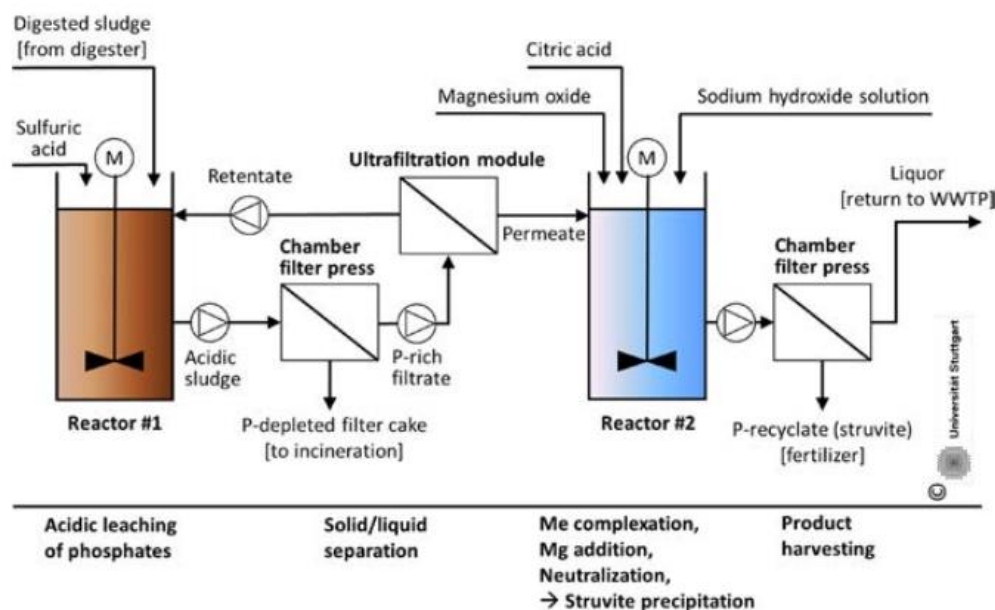 Digested sludge
[from digester]
Sulfuric
acid
M
Retentate
Ultrafiltration module
Permeate
Chamber
filter press
Acidic
sludge
P-rich
filtrate
Reactor #1
P-depleted filter cake
[to incineration]
Citric acid
Magnesium oxide
Sodium hydroxide solution
M
Liquor
[return to WWTP]
Chamber
filter press
Reactor #2
P-recyclate (struvite)
[fertilizer]
© Universität Stuttgart
Acidic leaching
of phosphates
Solid/liquid
separation
Me complexation,
Mg addition,
Neutralization,
→ Struvite precipitation
Product
harvesting